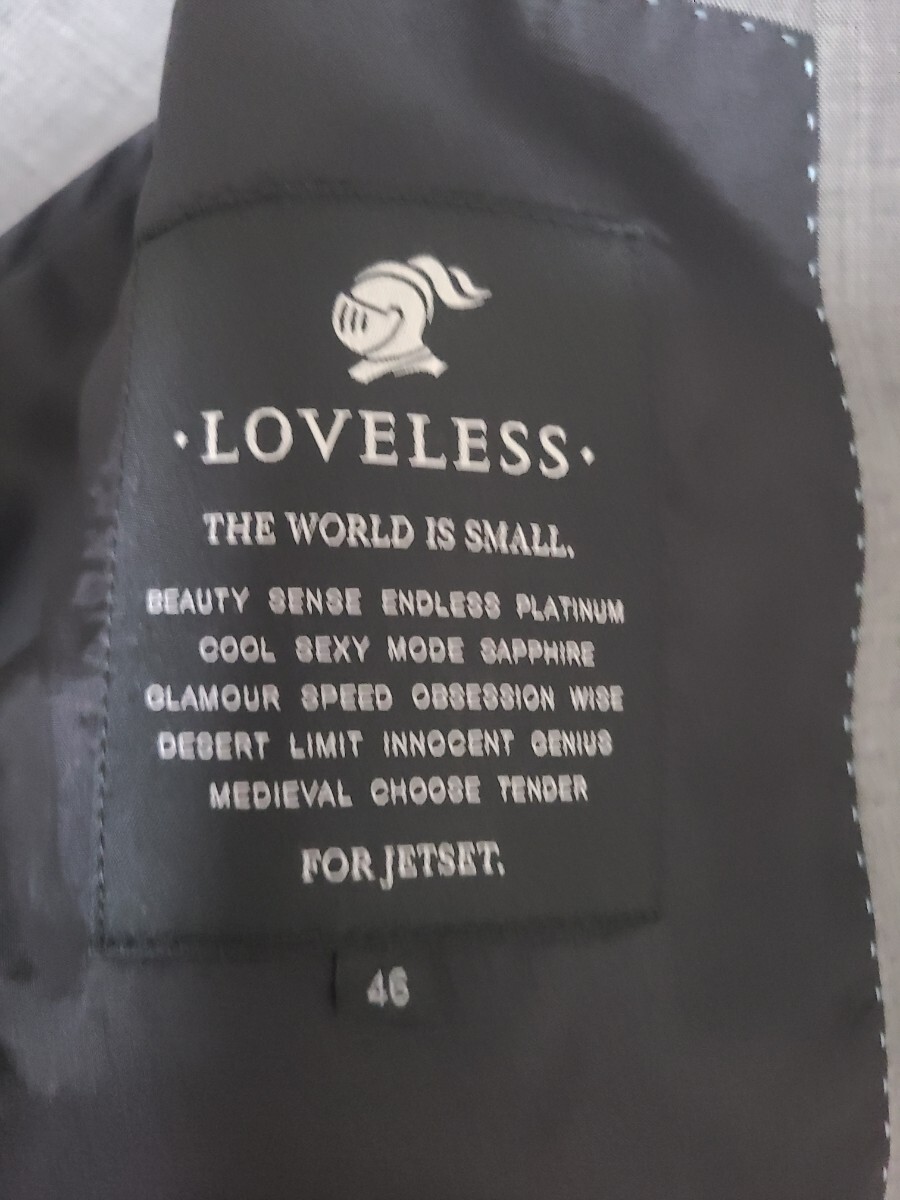 ·LOVELESS·
THE WORLD IS SMALL.
BEAUTY SENSE ENDLESS PLATINUM
COOL SEXY MODE SAPPHIRE
GLAMOUR SPEED OBSESSION WISE
DESERT LIMIT INNOCENT GENIUS
MEDIEVAL CHOOSE TENDER
FOR JETSET.
46